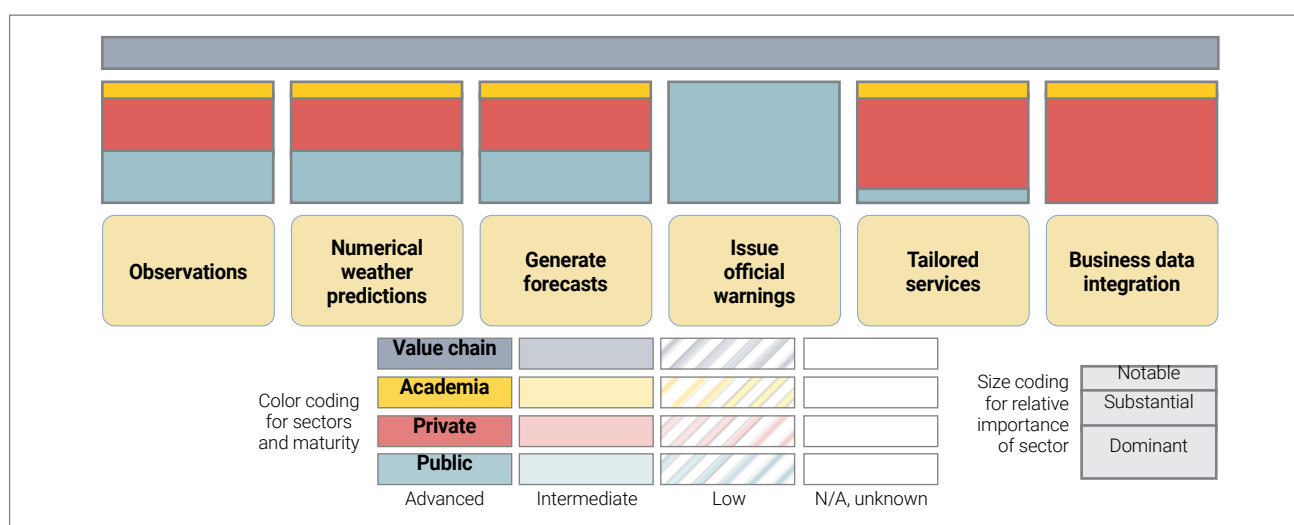 Observations
Numerical
weather
predictions
Generate
forecasts
Issue
official
warnings
Tailored
services
Business data
integration
Color coding
for sectors
and maturity
Value chain
Academia
Private
Public
Advanced
Intermediate
Low
N/A, unknown
Size coding
for relative
importance
of sector
Notable
Substantial
Dominant